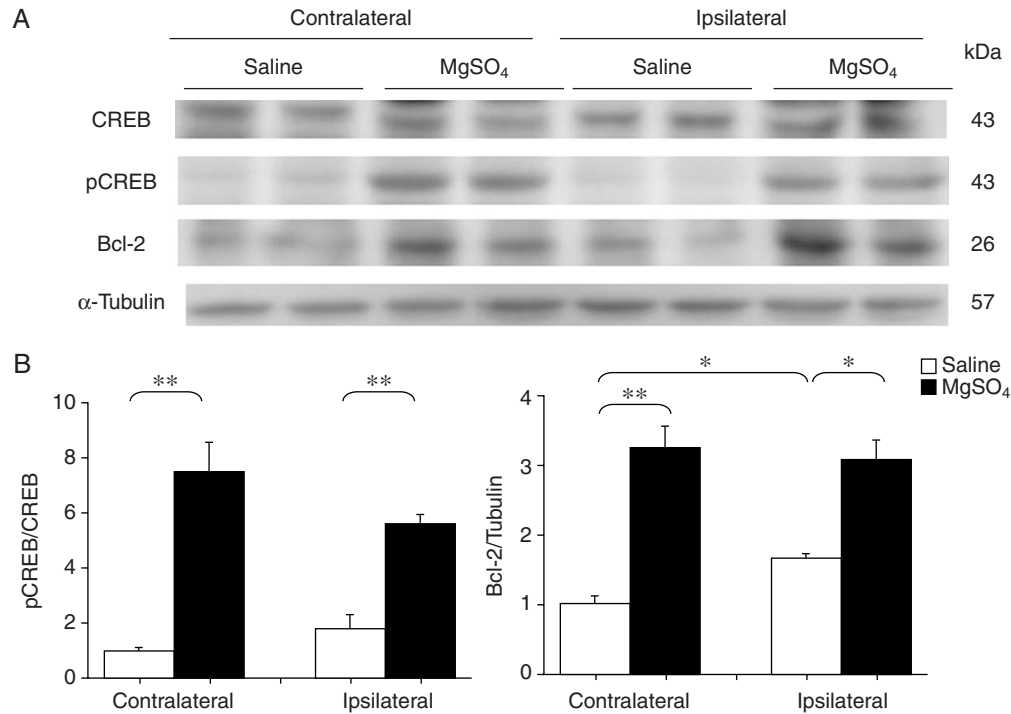 A
Contralateral Ipsilateral
Saline MgSO₄ Saline MgSO₄ kDa
CREB 43
pCREB 43
Bcl-2 26
α-Tubulin 57
B
** **
10
8
6
4
2
0
pCREB/CREB
Contralateral Ipsilateral
* *
**
4
3
2
1
0
Bcl-2/Tubulin
Contralateral Ipsilateral
Saline
MgSO₄